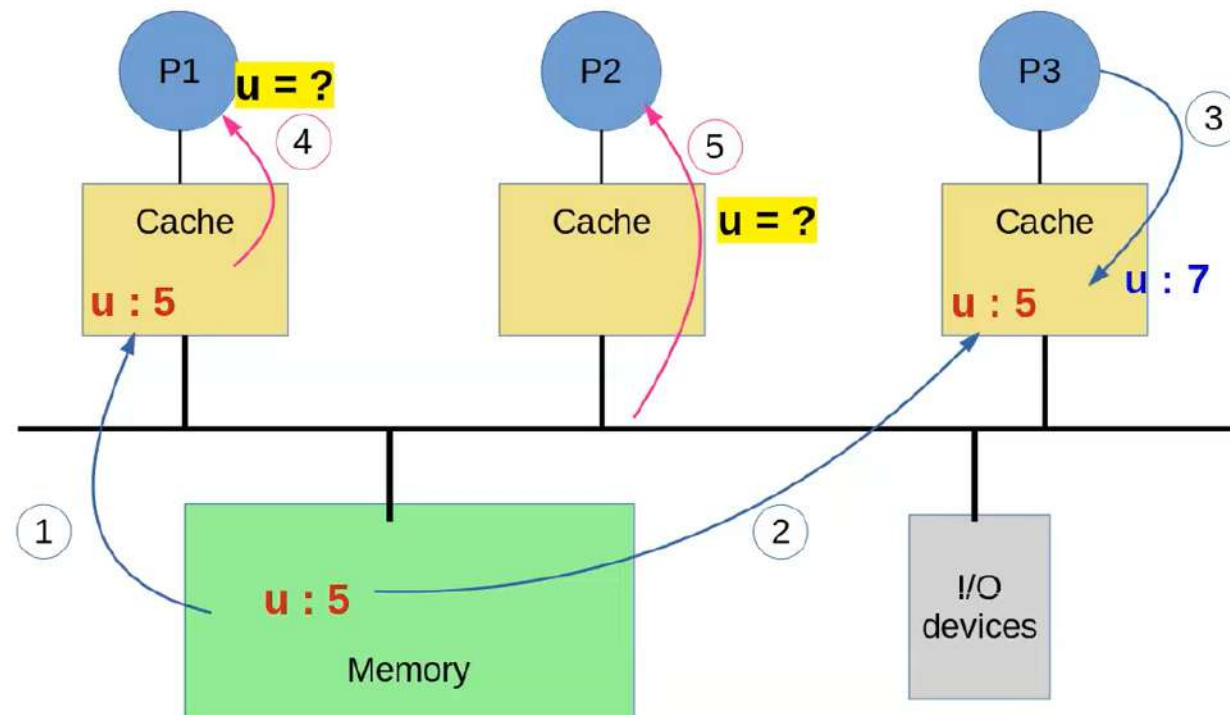 P1
u = ?
4
P2
5
P3
3
Cache
u : 5
Cache
u = ?
Cache
u : 5
u : 7
1
2
u : 5
Memory
I/O
devices